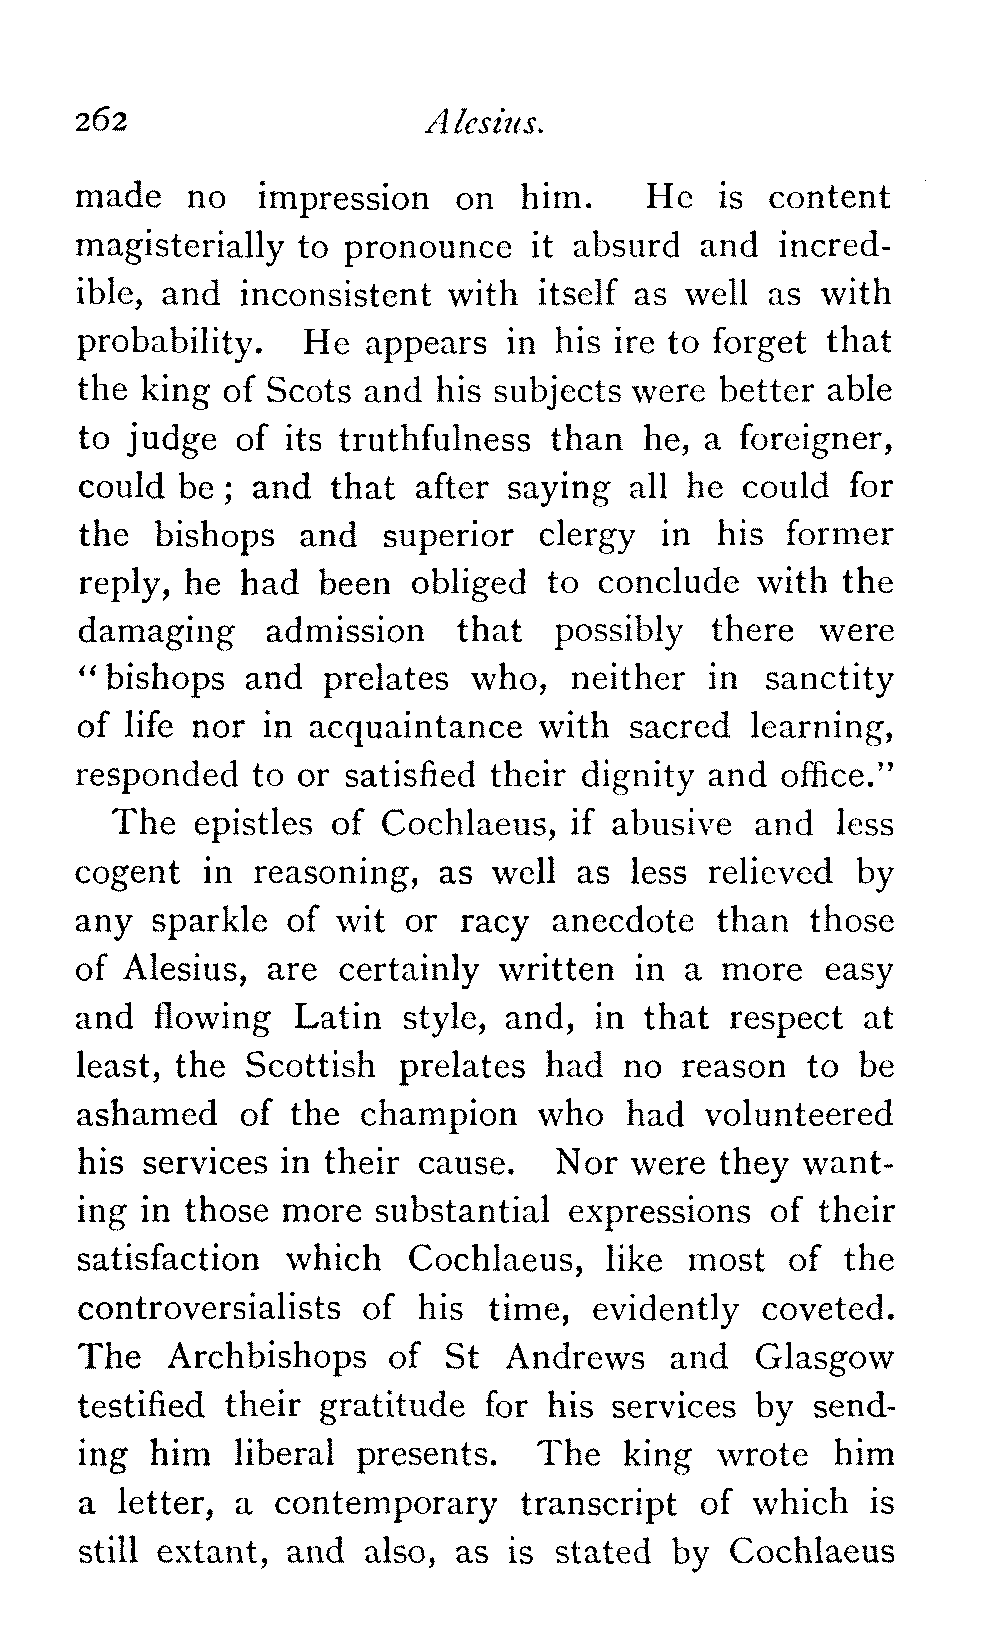 262 Alesius.
made no impression on him. He is content
magisterially to pronounce it absurd and incred-
ible, and inconsistent with itself as well as with
probability. He appears in his ire to forget that
the king of Scots and his subjects were better able
to judge of its truthfulness than he, a foreigner,
could be ; and that after saying all he could for
the bishops and superior clergy in his former
reply, he had been obliged to conclude with the
damaging admission that possibly there were
“bishops and prelates who, neither in sanctity
of life nor in acquaintance with sacred learning,
responded to or satisfied their dignity and office.”
The epistles of Cochlaeus, if abusive and less
cogent in reasoning, as well as less relieved by
any sparkle of wit or racy anecdote than those
of Alesius, are certainly written in a more easy
and flowing Latin style, and, in that respect at
least, the Scottish prelates had no reason to be
ashamed of the champion who had volunteered
his services in their cause. Nor were they want-
ing in those more substantial expressions of their
satisfaction which Cochlaeus, like most of the
controversialists of his time, evidently coveted.
The Archbishops of St Andrews and Glasgow
testified their gratitude for his services by send-
ing him liberal presents. The king wrote him
a letter, a contemporary transcript of which is
still extant, and also, as is stated by Cochlaeus